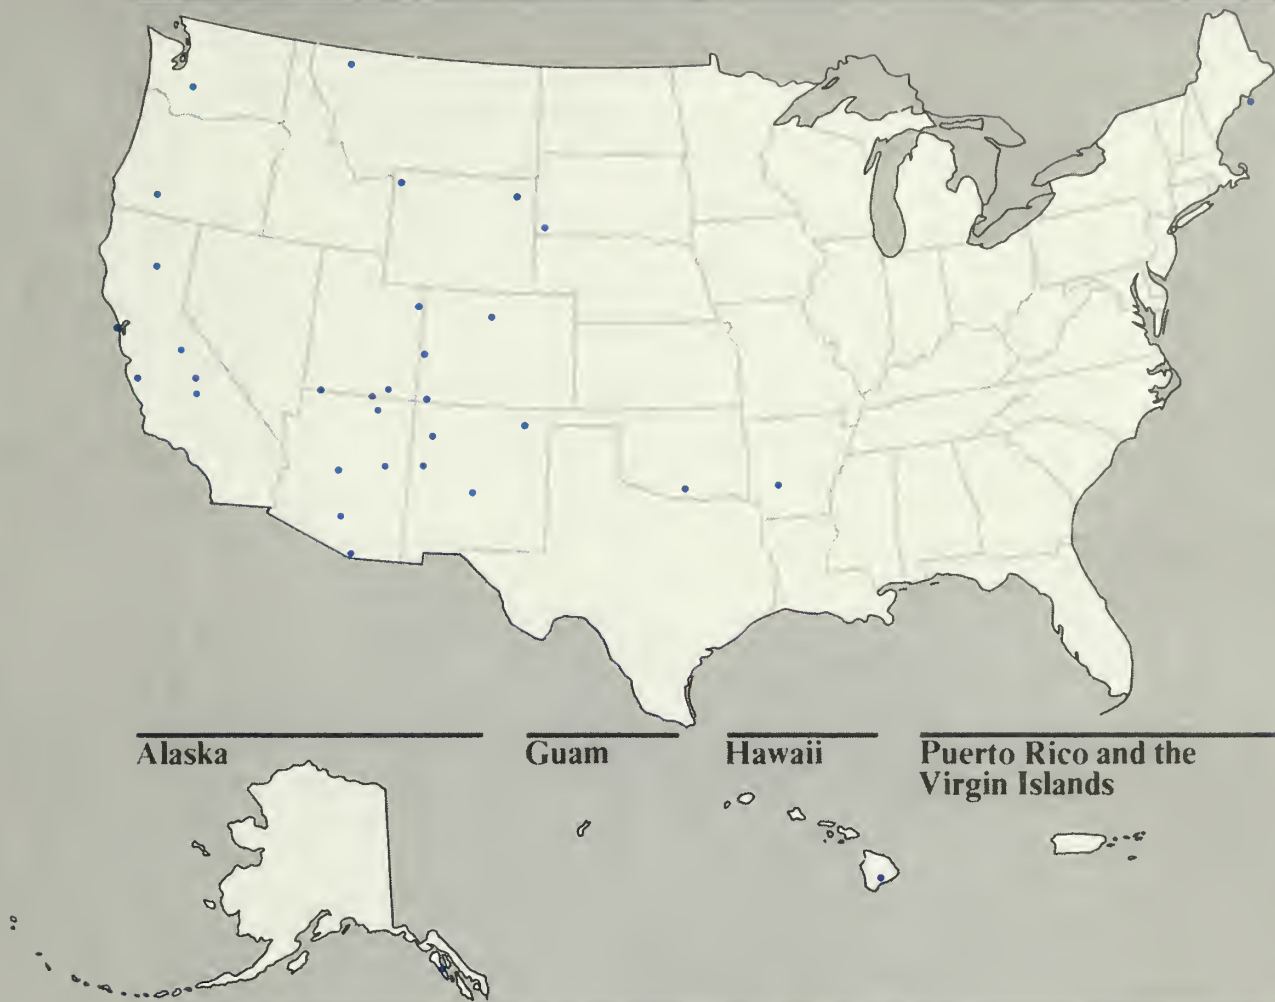 Alaska
Guam
Hawaii
Puerto Rico and the
Virgin Islands